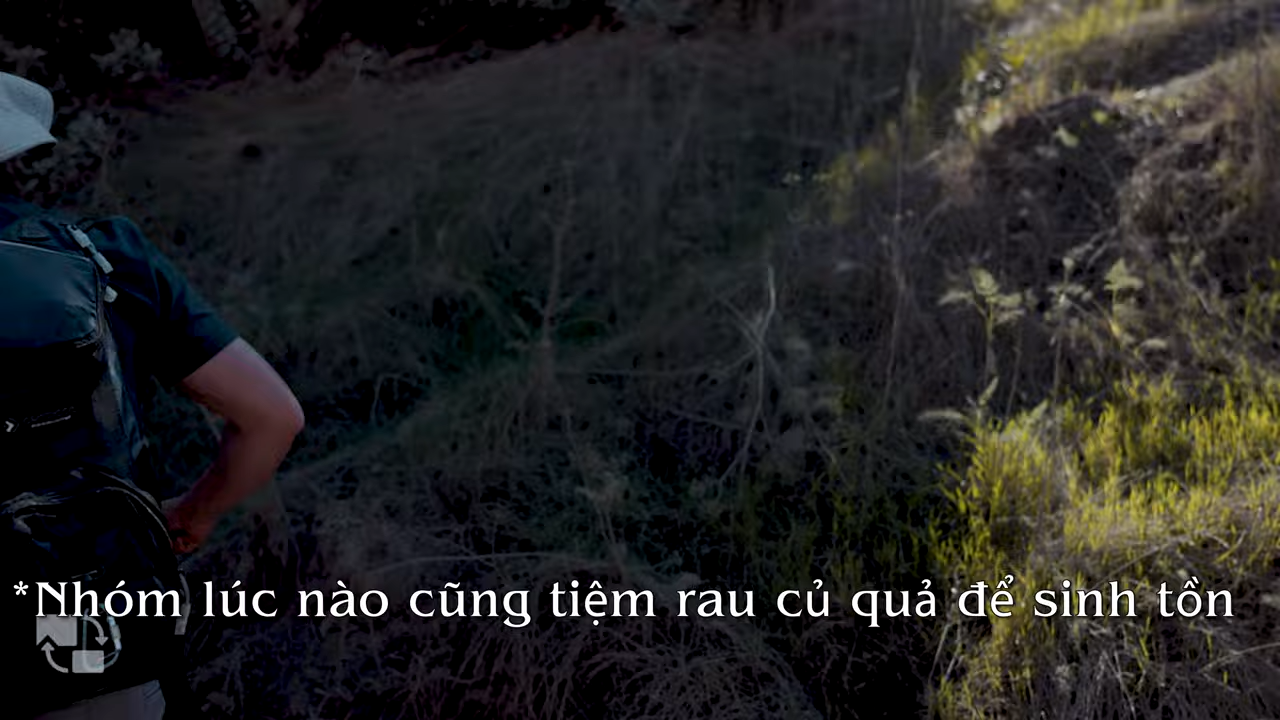 *Nhóm lúc nào cũng tiệm rau củ quả để sinh tồn